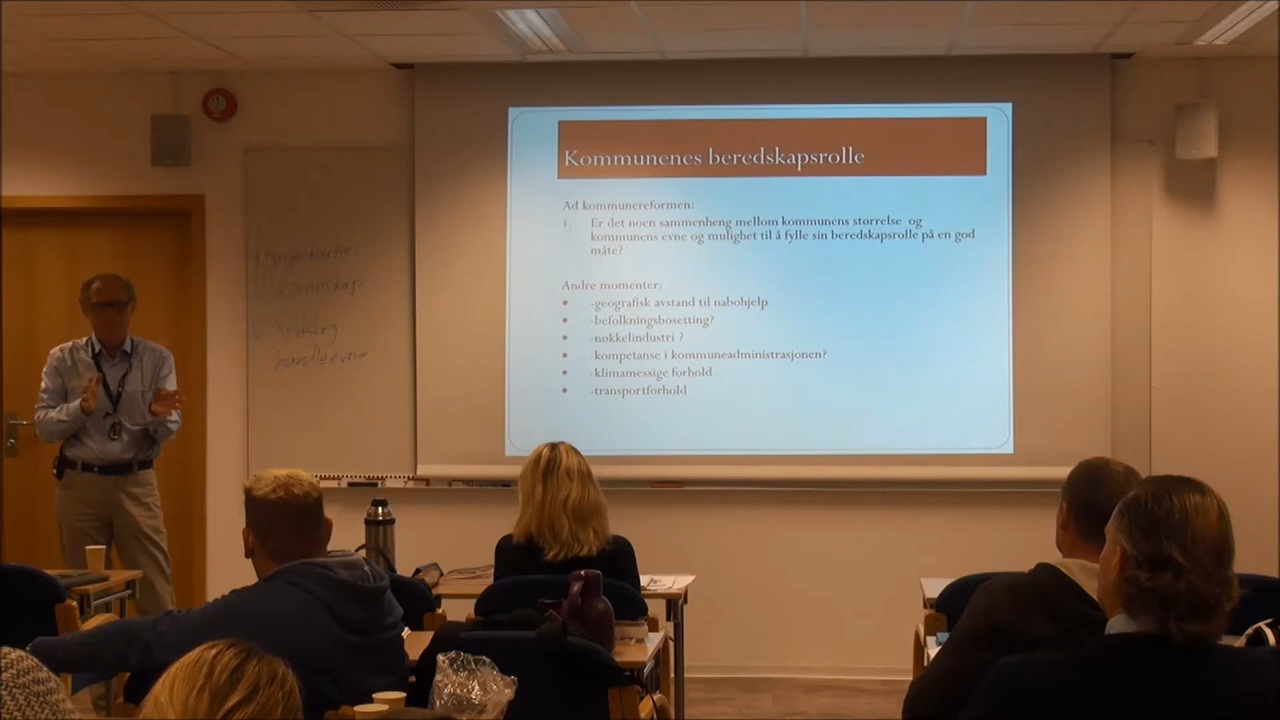 Kommunenes beredskapsrolle
Ad kommunereformen:
1. Er det noen sammenheng mellom kommunens størrelse og
kommunens evne og mulighet til å fylle sin beredskapsrolle på en god
måte?
Andre momenter:
• -geografisk avstand til nabohjelp
• -befolkningsbosetting?
• -nøkkelindustri ?
• -kompetanse i kommuneadministrasjonen?
• -klimamessige forhold
• -transportforhold
handleevne